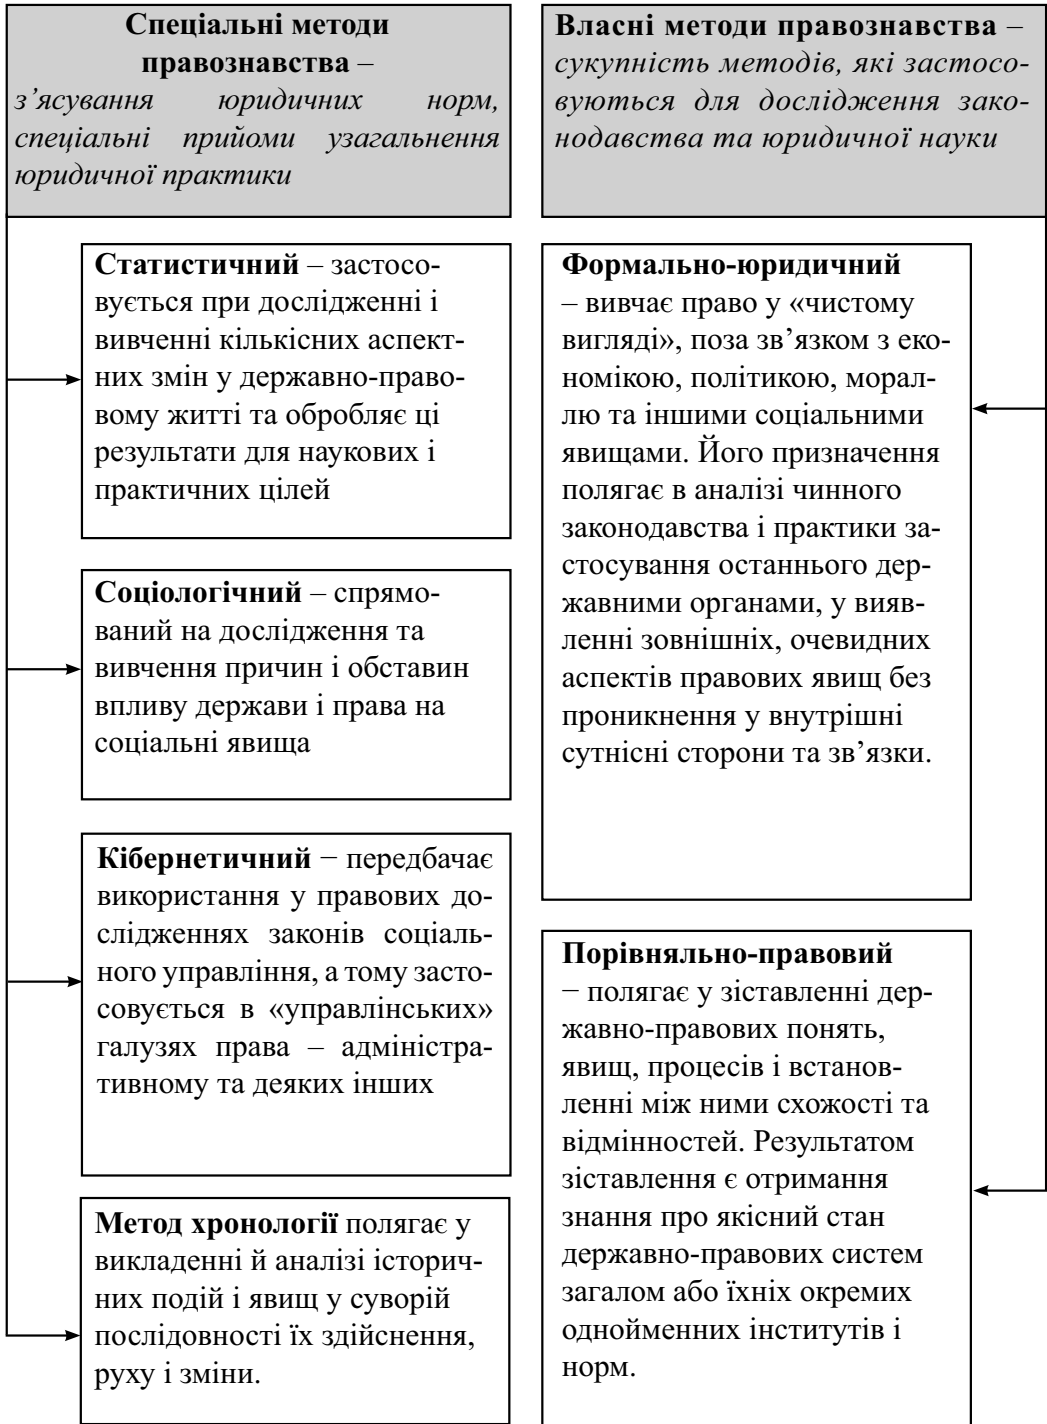 Спеціальні методи
правознавства –
з’ясування юридичних норм,
спеціальні прийоми узагальнення
юридичної практики
Статистичний – застосо-
вується при дослідженні і
вивченні кількісних аспект-
них змін у державно-право-
вому житті та обробляє ці
результати для наукових і
практичних цілей
Соціологічний – спрямо-
ваний на дослідження та
вивчення причин і обставин
впливу держави і права на
соціальні явища
Кібернетичний − передбачає
використання у правових до-
слідженнях законів соціаль-
ного управління, а тому засто-
совується в «управлінських»
галузях права – адміністра-
тивному та деяких інших
Метод хронології полягає у
викладенні й аналізі історич-
них подій і явищ у суворій
послідовності їх здійснення,
руху і зміни.
Власні методи правознавства –
сукупність методів, які застосо-
вуються для дослідження зако-
нодавства та юридичної науки
Формально-юридичний
– вивчає право у «чистому
вигляді», поза зв’язком з еко-
номікою, політикою, морал-
лю та іншими соціальними
явищами. Його призначення
полягає в аналізі чинного
законодавства і практики за-
стосування останнього дер-
жавними органами, у вияв-
ленні зовнішніх, очевидних
аспектів правових явищ без
проникнення у внутрішні
сутнісні сторони та зв’язки.
Порівняльно-правовий
− полягає у зіставленні дер-
жавно-правових понять,
явищ, процесів і встанов-
ленні між ними схожості та
відмінностей. Результатом
зіставлення є отримання
знання про якісний стан
державно-правових систем
загалом або їхніх окремих
однойменних інститутів і
норм.